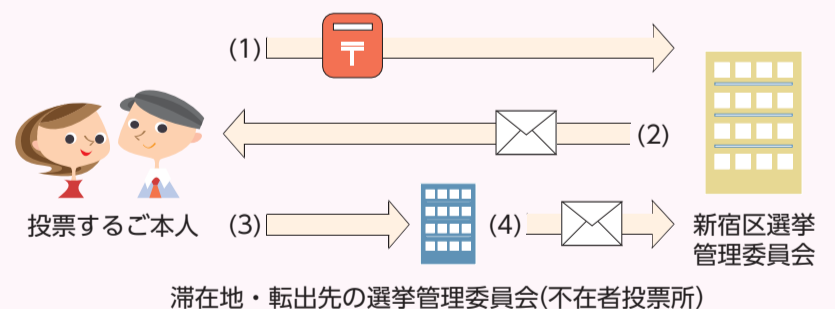 (1)
〒
(2)
投票するご本人
(3)
(4)
新宿区選挙
管理委員会
滞在地・転出先の選挙管理委員会(不在者投票所)